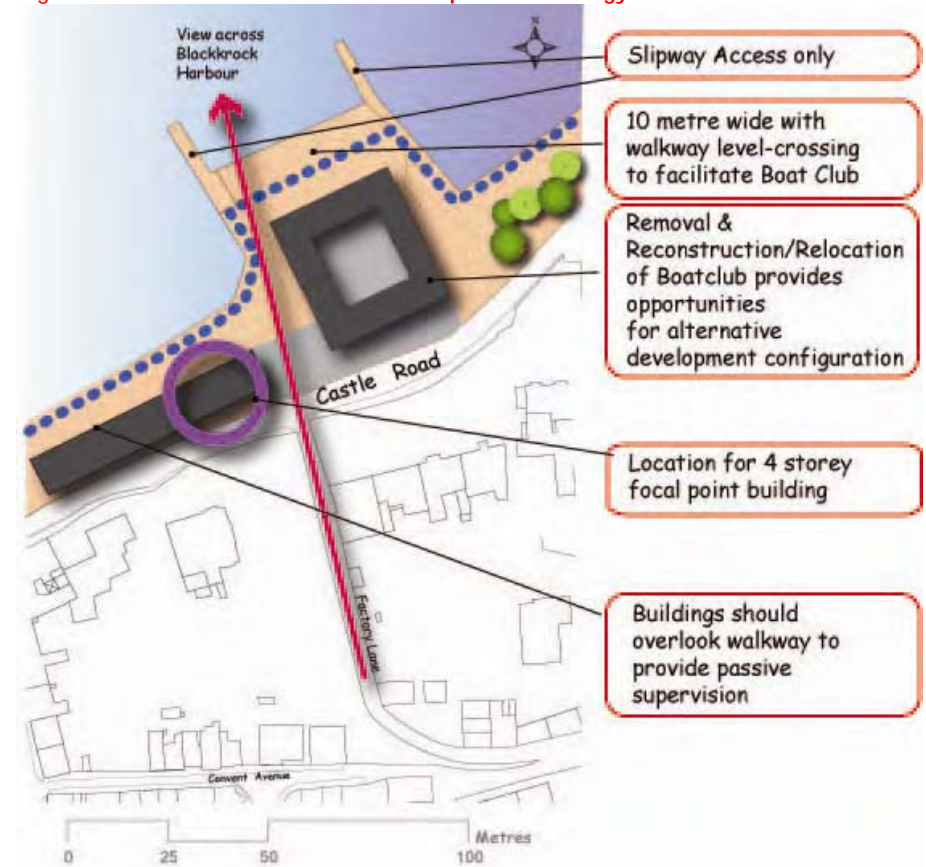 View across
Blackkrock
Harbour
N
Slipway Access only
10 metre wide with
walkway level-crossing
to facilitate Boat Club
Removal &
Reconstruction/Relocation
of Boatclub provides
opportunities
for alternative
development configuration
Castle Road
Location for 4 storey
focal point building
Factory Lane
Buildings should
overlook walkway to
provide passive
supervision
Convent Avenue
Metres
0 25 50 100